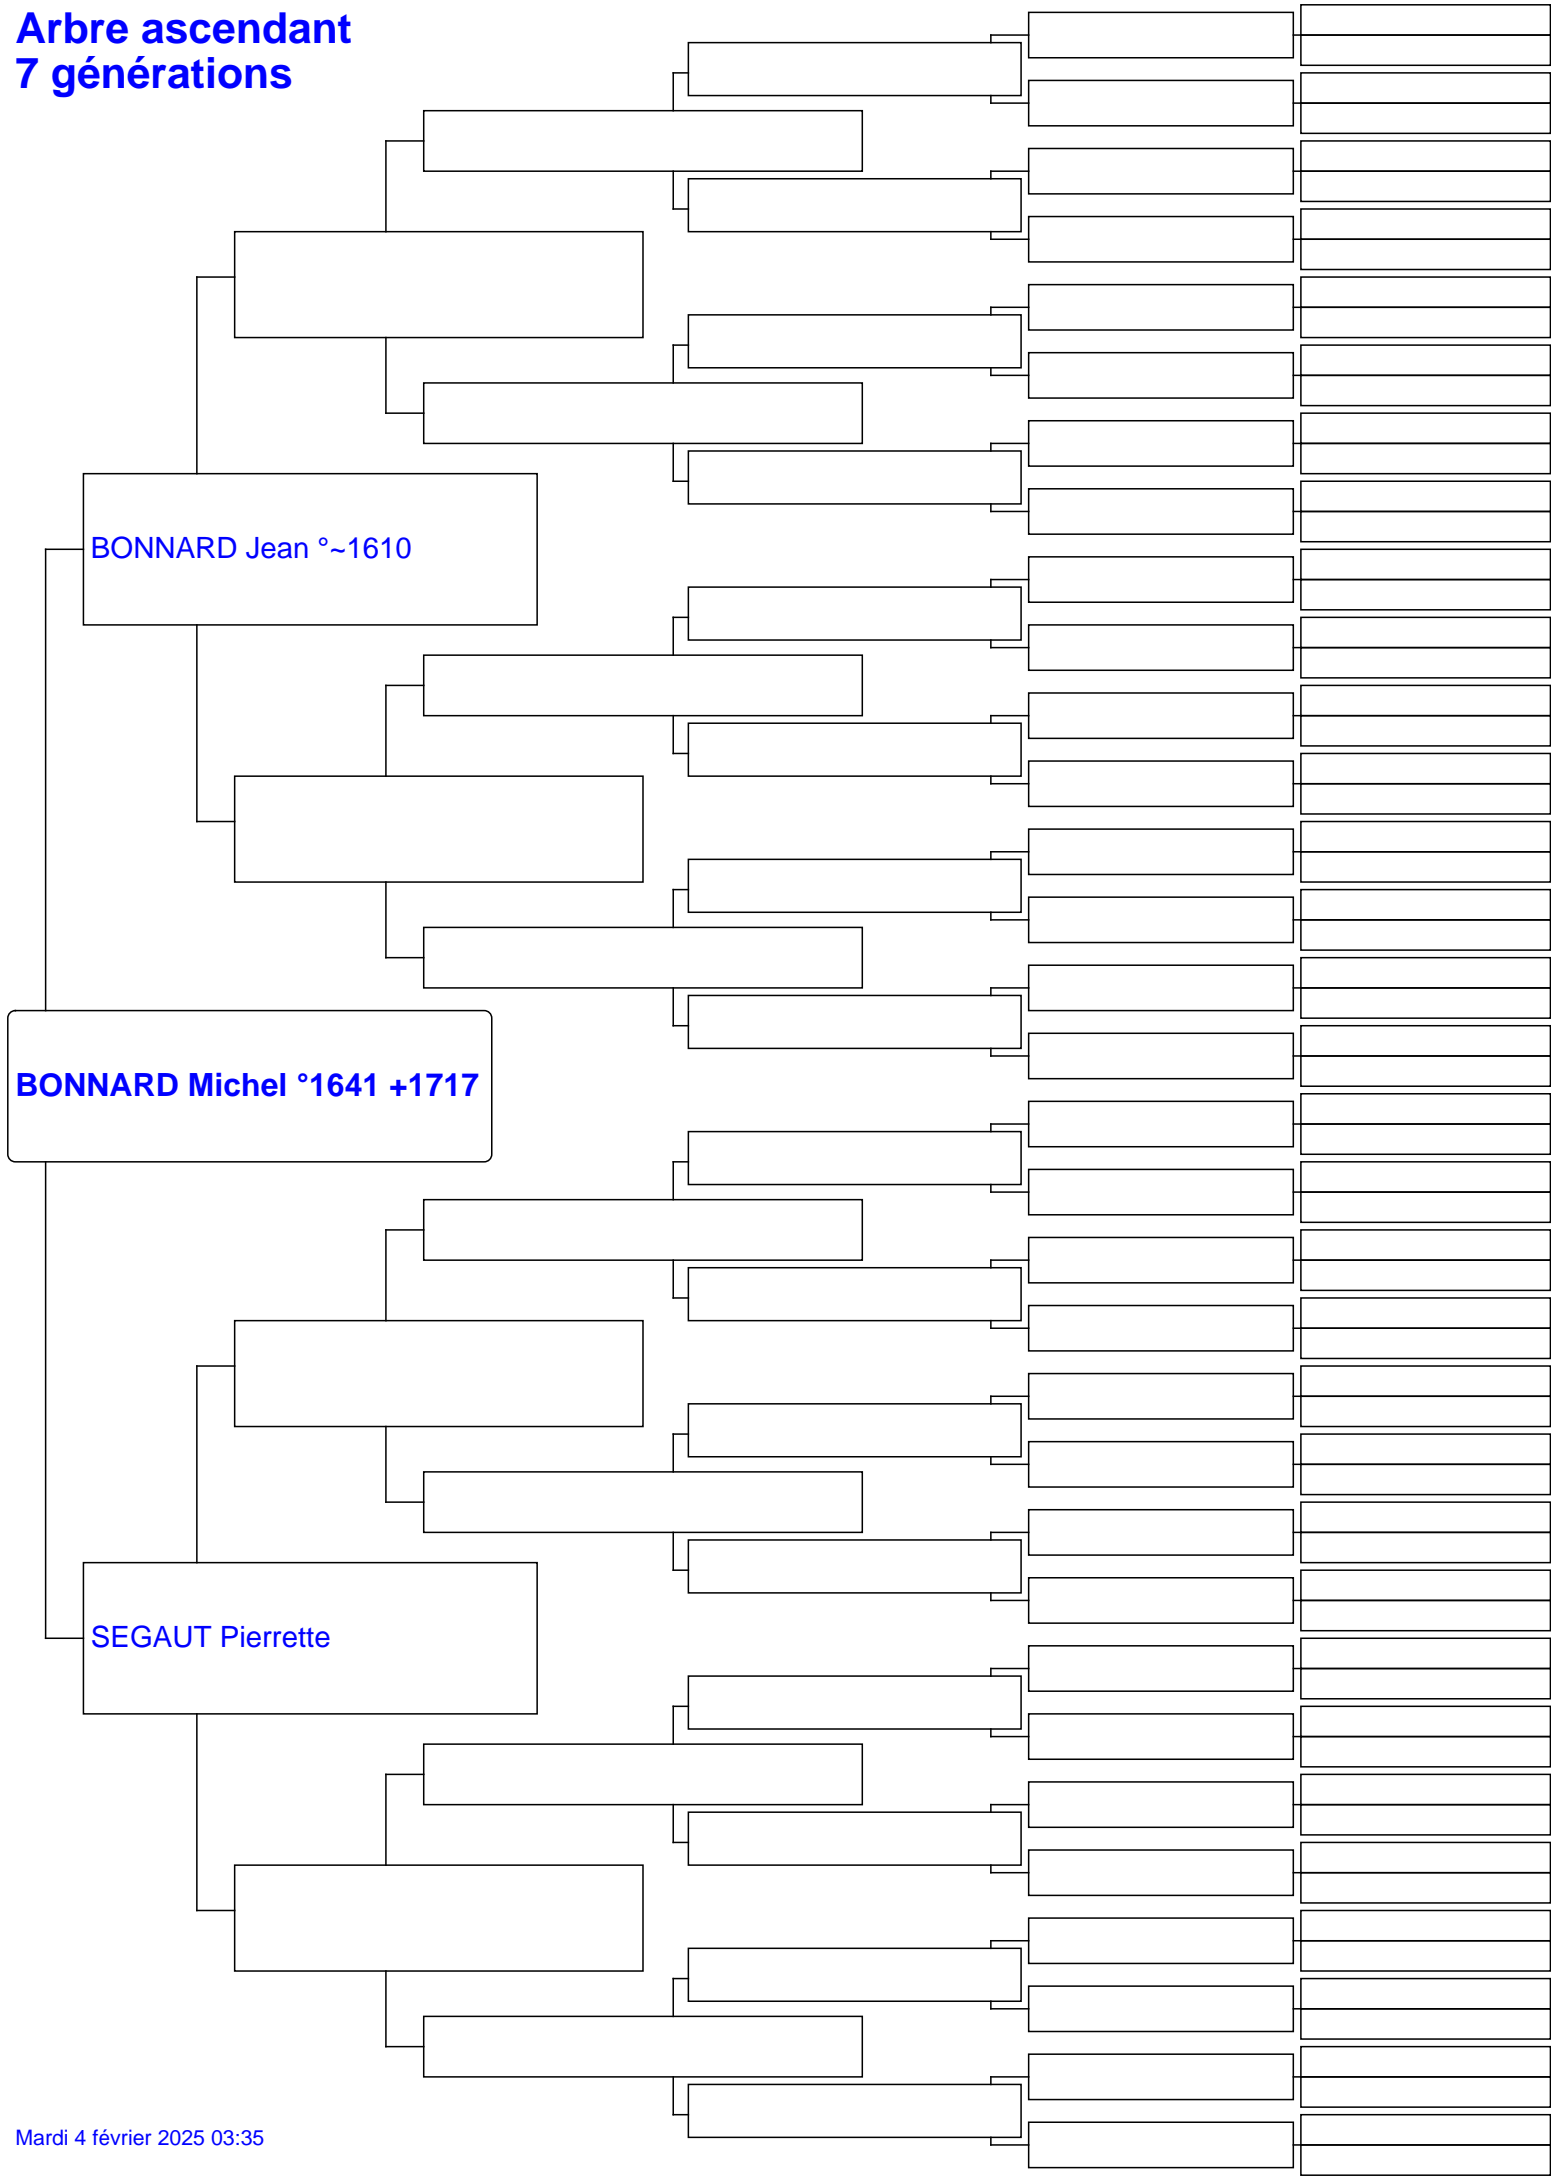 Arbre ascendant
7 générations
BONNARD Jean °~1610
BONNARD Michel °1641 +1717
SEGAUT Pierrette
Mardi 4 février 2025 03:35